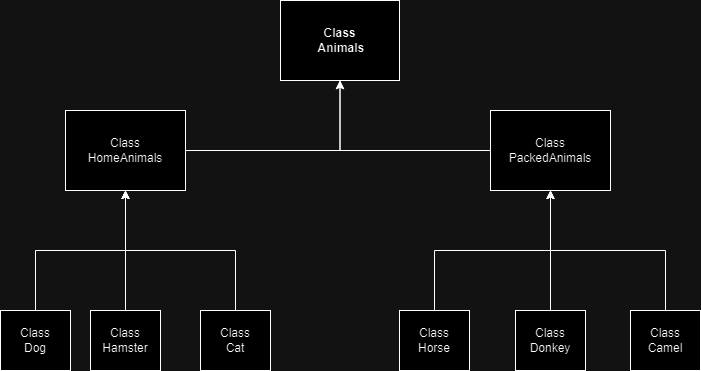 Class
Animals
Class
HomeAnimals
Class
PackedAnimals
Class
Dog
Class
Hamster
Class
Cat
Class
Horse
Class
Donkey
Class
Camel